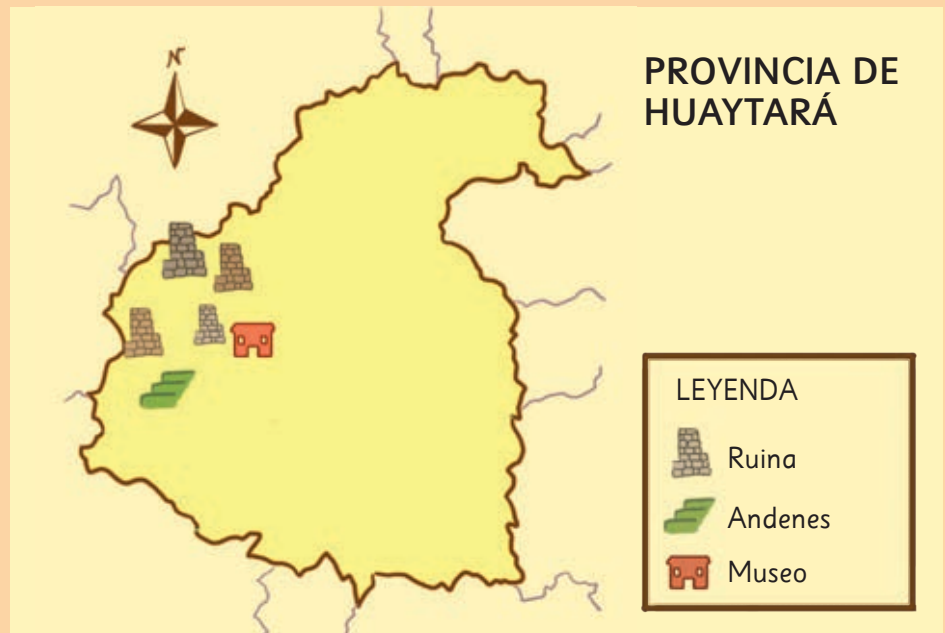 N
PROVINCIA DE
HUAYTARÁ
LEYENDA
Ruina
Andenes
Museo